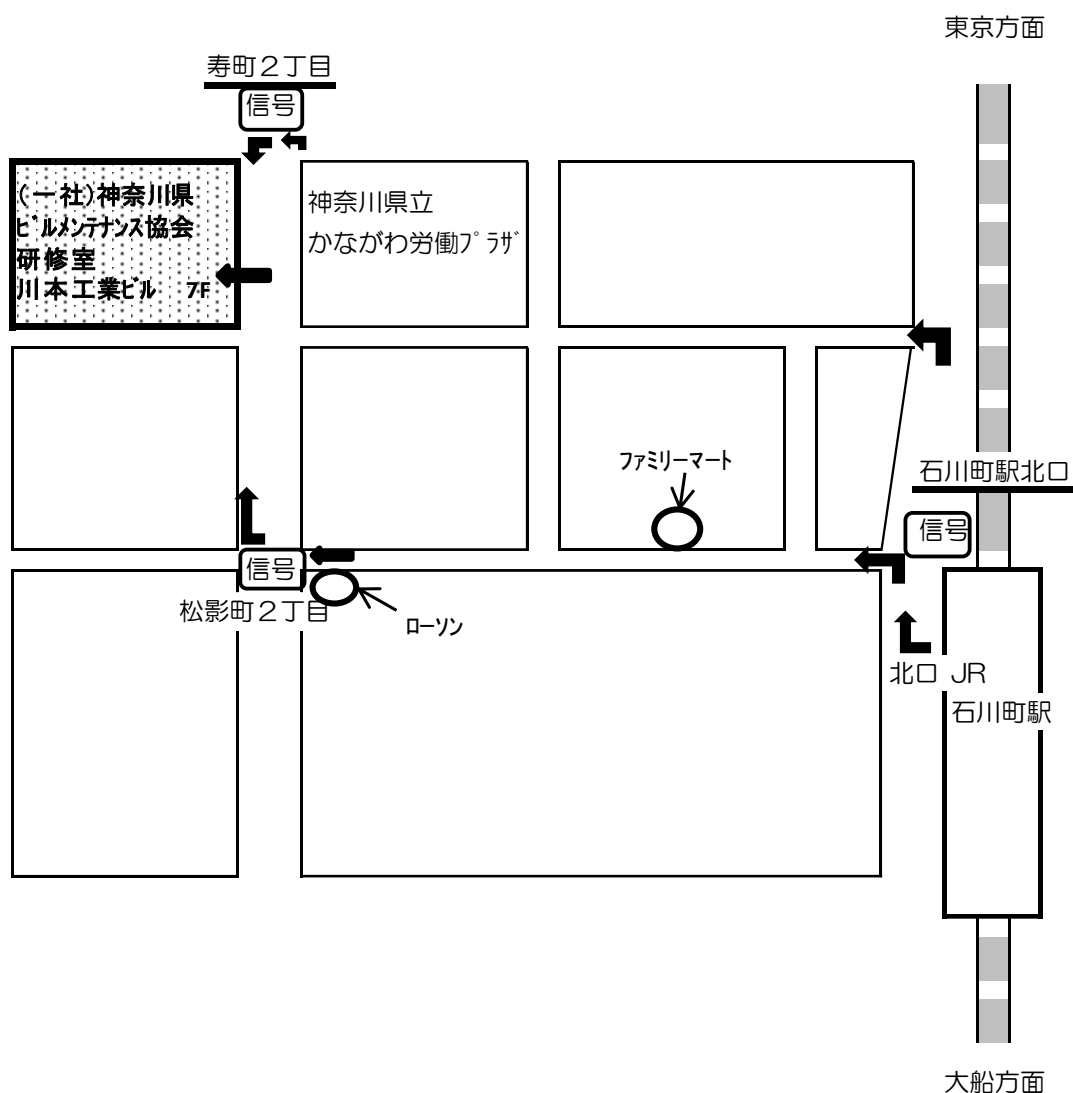 東京方面
寿町２丁目
信号
(一社)神奈川県
ﾋﾞﾙﾒﾝﾃﾅﾝｽ協会
研修室
川本工業ﾋﾞﾙ 7F
神奈川県立
かながわ労働ﾌﾟﾗｻﾞ
ファミリーマート
石川町駅北口
信号
信号
松影町２丁目
ローソン
北口 JR
石川町駅
大船方面